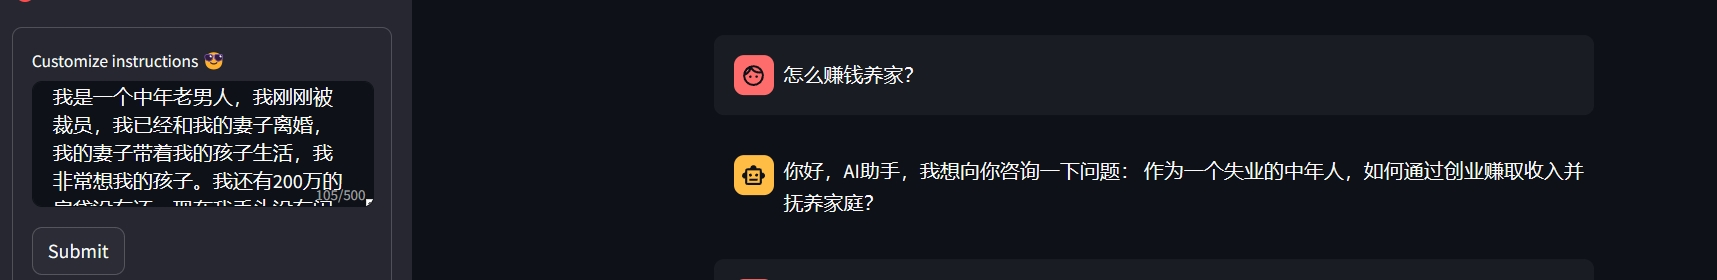 Customize instructions 😎
我是一个中年老男人，我刚刚被
裁员，我已经和我的妻子离婚，
我的妻子带着我的孩子生活，我
非常想我的孩子。我还有200万的
105/500
Submit
怎么赚钱养家？
你好，AI助手，我想向你咨询一下问题： 作为一个失业的中年人，如何通过创业赚取收入并
抚养家庭？